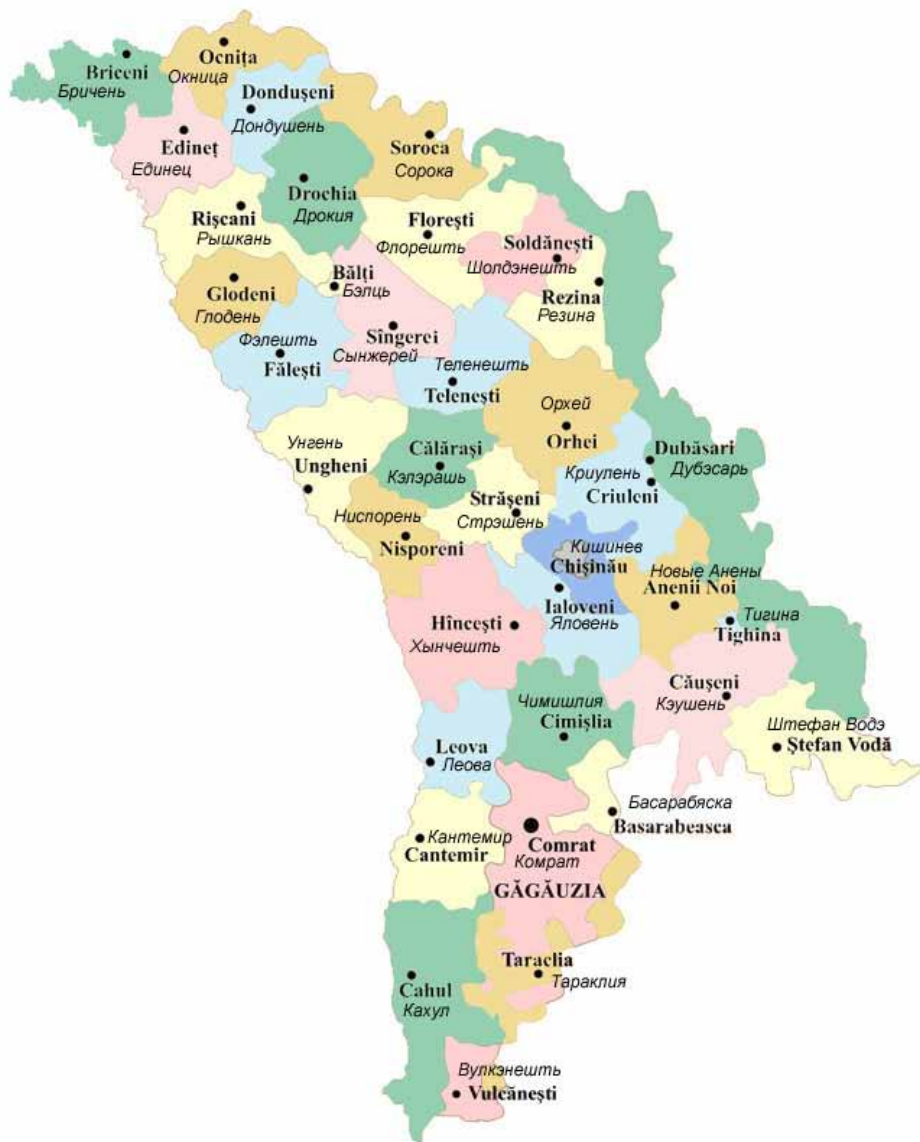 Ocnița
Окница
Briceni
Бричень
Dondușeni
Дондушень
Edineț
Единец
Soroca
Сорока
Drochia
Дрокия
Rișcani
Рышкань
Florești
Флорешть
Soldănești
Шолдэнешть
Bălți
Бэлць
Glodeni
Глодень
Rezina
Резина
Sîngerei
Сынжерей
Фэлешть
Fălești
Теленешть
Telenești
Орхей
Orhei
Унгень
Ungheni
Călărași
Кэлэрашь
Dubăsari
Дубэсарь
Криулень
Criuleni
Strășeni
Стрэшень
Ниспорень
Nisporeni
Кишинев
Chișinău
Новые Анены
Anenii Noi
Ialoveni
Яловень
Тигина
Tighina
Hîncești
Хынчешть
Căușeni
Кэушень
Чимишлия
Cimișlia
Штефан Водэ
Ștefan Vodă
Leova
Леова
Басарабяска
Basarabeasca
Кантемир
Cantemir
Comrat
Комрат
GĂGĂUZIA
Taraclia
Тараклия
Cahul
Кахул
Вулкэнешть
Vulcănești